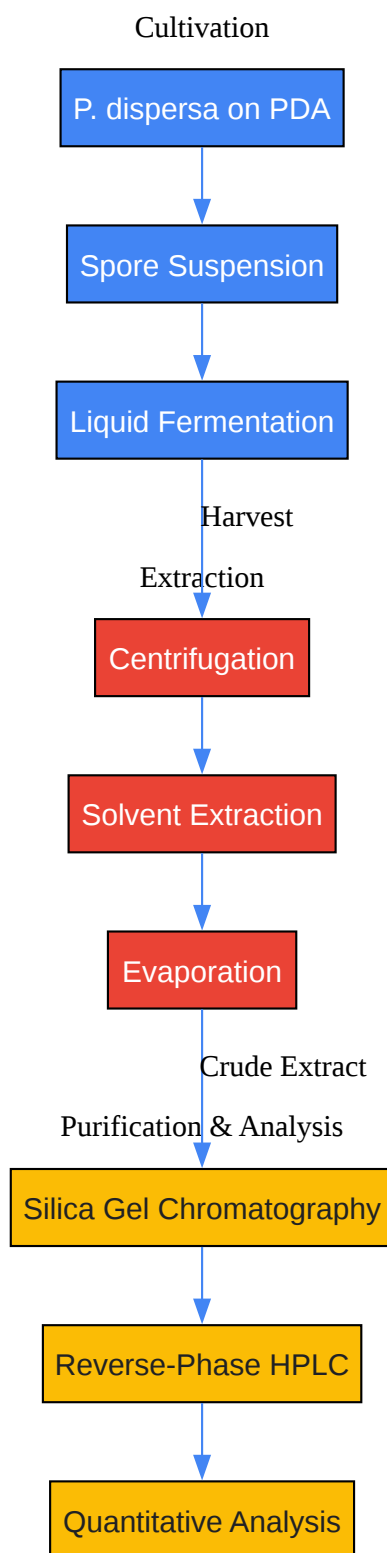 Cultivation
P. dispersa on PDA
Spore Suspension
Liquid Fermentation
Harvest
Extraction
Centrifugation
Solvent Extraction
Evaporation
Crude Extract
Purification & Analysis
Silica Gel Chromatography
Reverse-Phase HPLC
Quantitative Analysis